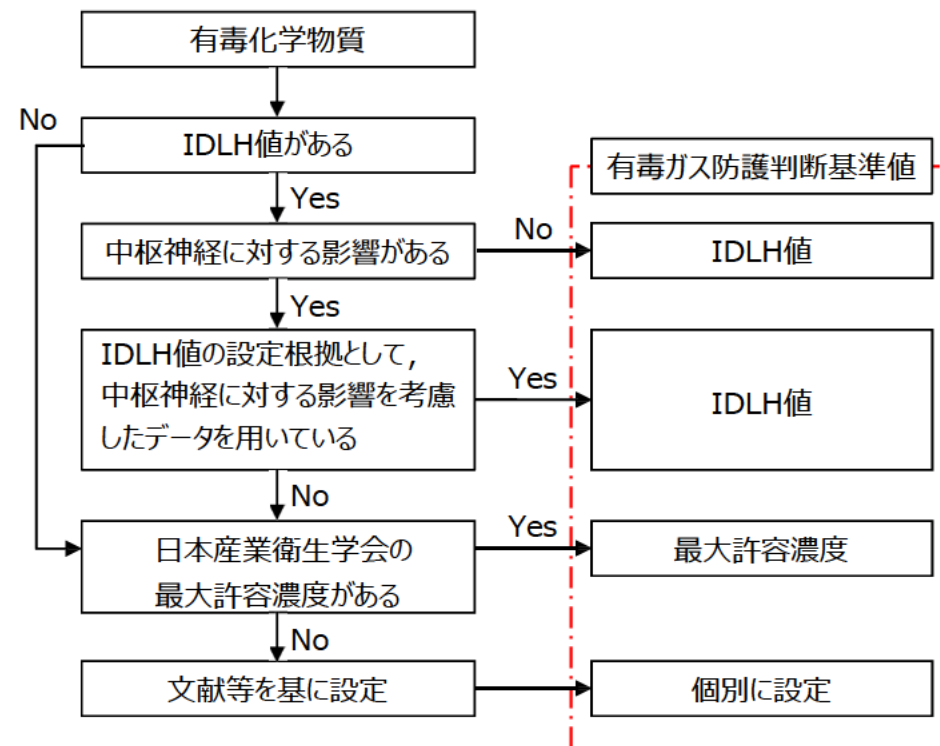 有毒化学物質
No
IDLH値がある
有毒ガス防護判断基準値
Yes
中枢神経に対する影響がある
No
IDLH値
Yes
IDLH値の設定根拠として，
中枢神経に対する影響を考慮
したデータを用いている
Yes
IDLH値
No
日本産業衛生学会の
最大許容濃度がある
Yes
最大許容濃度
No
文献等を基に設定
個別に設定